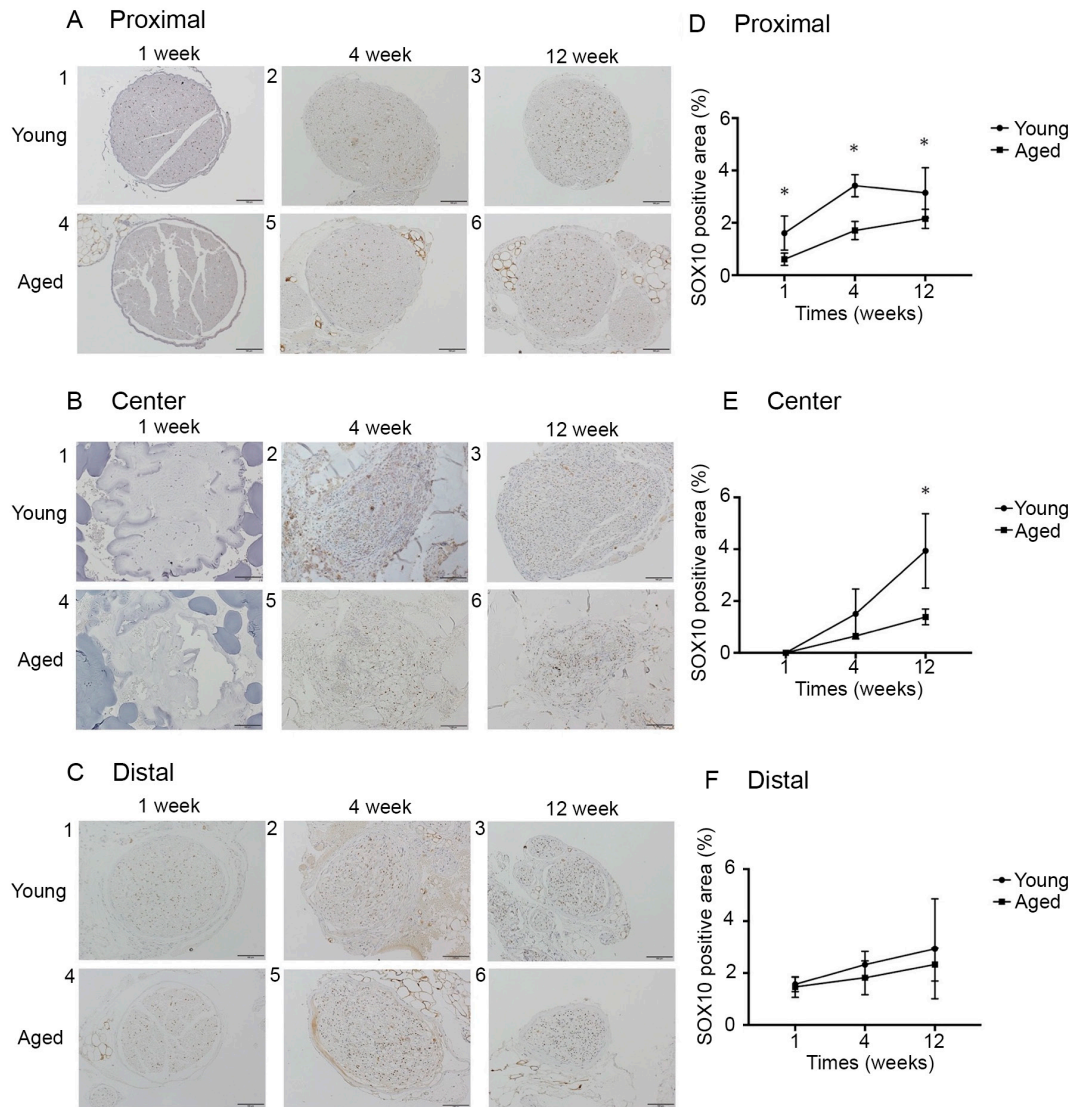 A Proximal
1 week 4 week 12 week
1 2 3
Young
4 5 6
Aged
D Proximal
SOX10 positive area (%)
6
4
2
0
* * *
Young
Aged
1 4 12
Times (weeks)
B Center
1 week 4 week 12 week
1 2 3
Young
4 5 6
Aged
E Center
SOX10 positive area (%)
6
4
2
0
*
Young
Aged
1 4 12
Times (weeks)
C Distal
1 week 4 week 12 week
1 2 3
Young
4 5 6
Aged
F Distal
SOX10 positive area (%)
6
4
2
0
Young
Aged
1 4 12
Times (weeks)